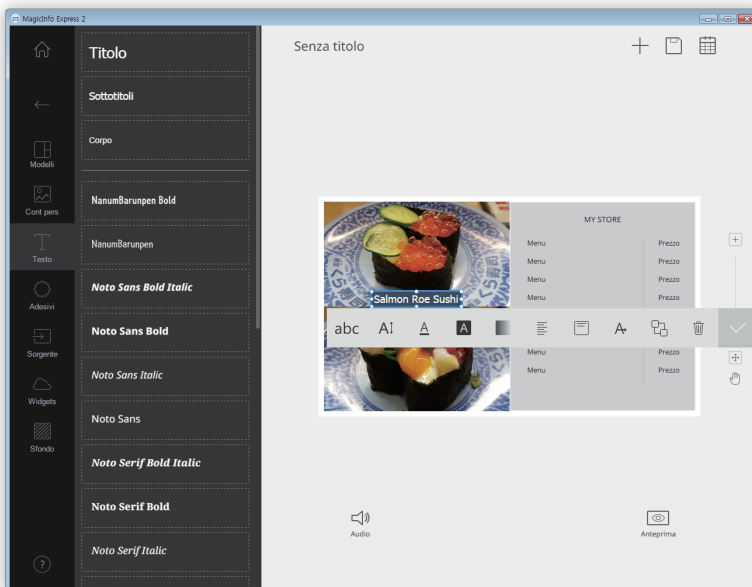 MagicInfo Express 2
Titolo
Sottotitoli
Corpo
NanumBarunpen Bold
NanumBarunpen
Noto Sans Bold Italic
Noto Sans Bold
Noto Sans Italic
Noto Sans
Noto Serif Bold Italic
Noto Serif Bold
Noto Serif Italic
Modelli
Cont pers
Testo
Adesivi
Sorgente
Widgets
Sfondo
?
Senza titolo
MY STORE
Menu Prezzo
Menu Prezzo
Menu Prezzo
Menu Prezzo
Salmon Roe Sushi
abc A A A A
Menu Prezzo
Menu Prezzo
Audio
Anteprima